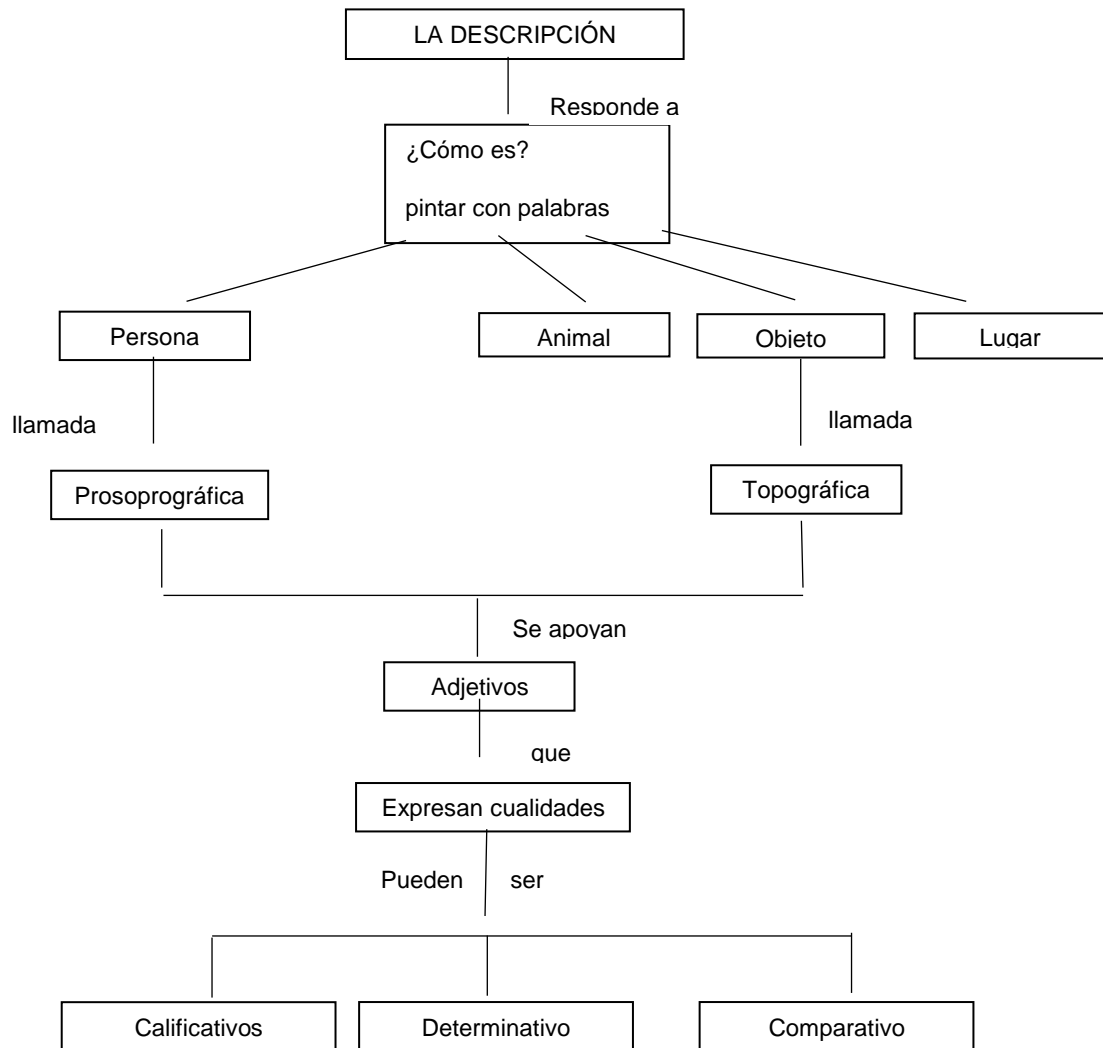 LA DESCRIPCIÓN
Responde a
¿Cómo es?
pintar con palabras
Persona
Animal
Objeto
Lugar
llamada
llamada
Prosoprográfica
Topográfica
Se apoyan
Adjetivos
que
Expresan cualidades
Pueden ser
Calificativos
Determinativo
Comparativo